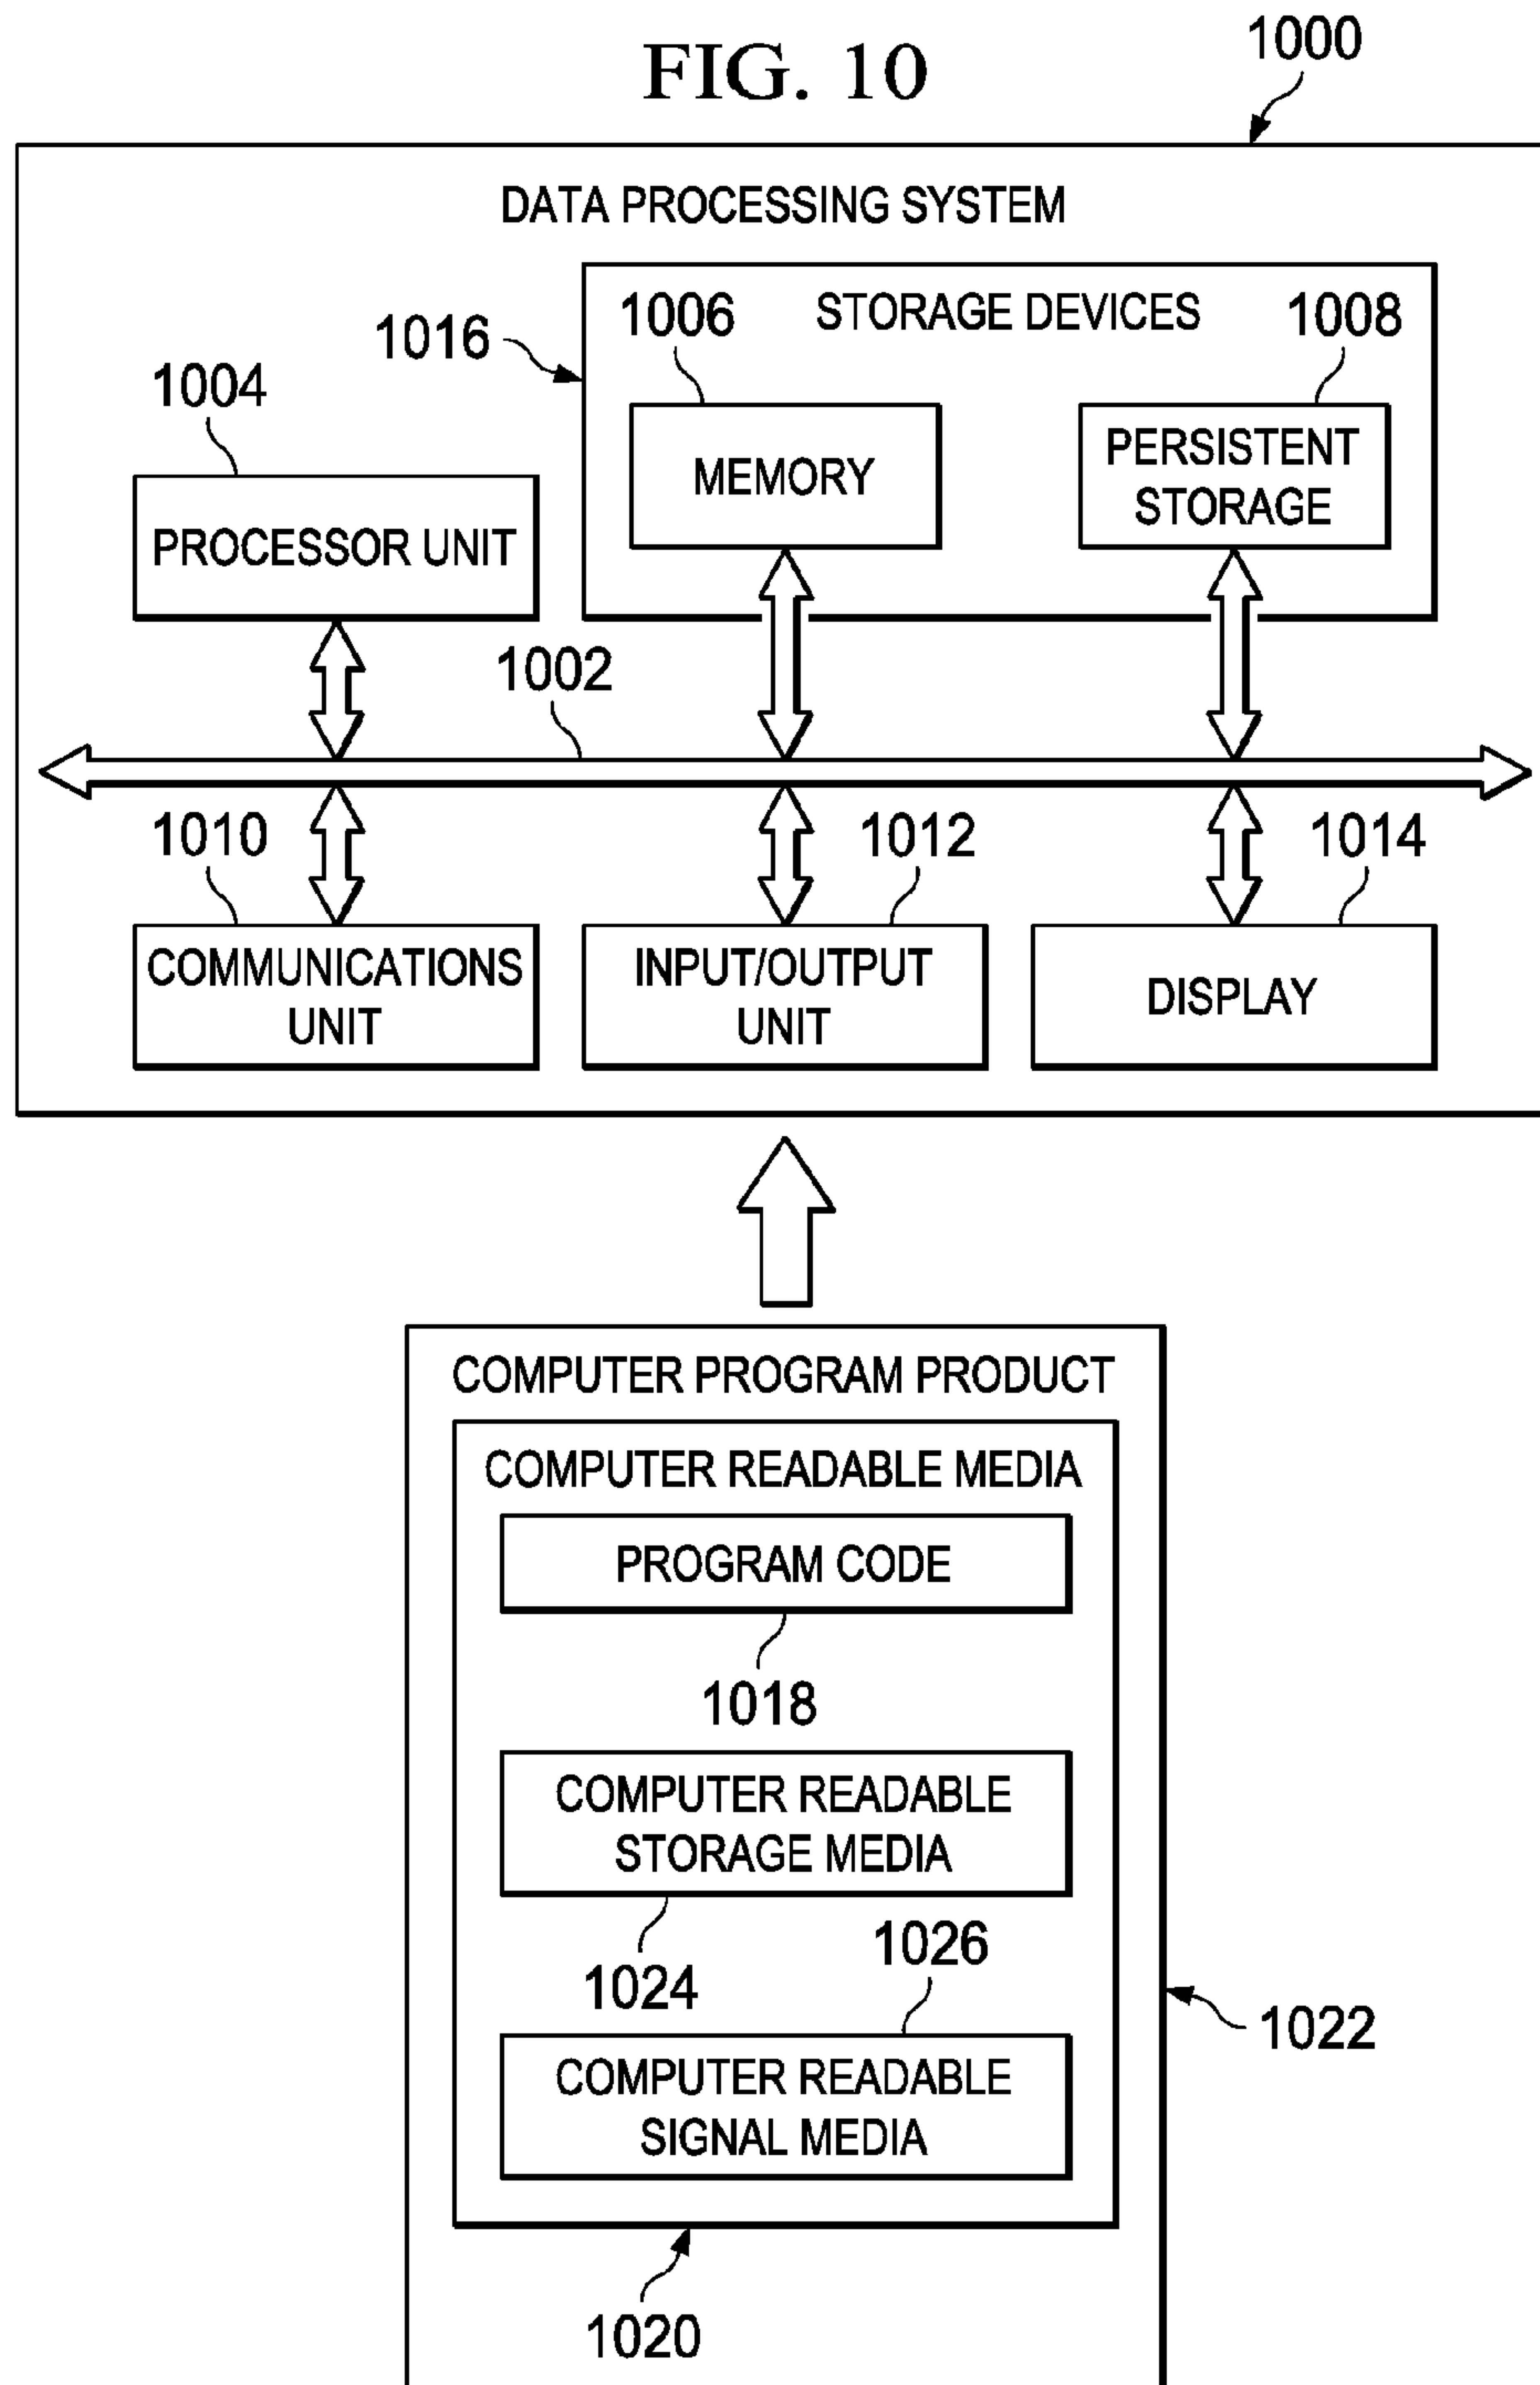 FIG. 10
1000
DATA PROCESSING SYSTEM
1016
1006
STORAGE DEVICES
1008
1004
MEMORY
PERSISTENT
STORAGE
PROCESSOR UNIT
1002
1010
1012
1014
COMMUNICATIONS
UNIT
INPUT/OUTPUT
UNIT
DISPLAY
COMPUTER PROGRAM PRODUCT
COMPUTER READABLE MEDIA
PROGRAM CODE
1018
COMPUTER READABLE
STORAGE MEDIA
1024
1026
COMPUTER READABLE
SIGNAL MEDIA
1022
1020